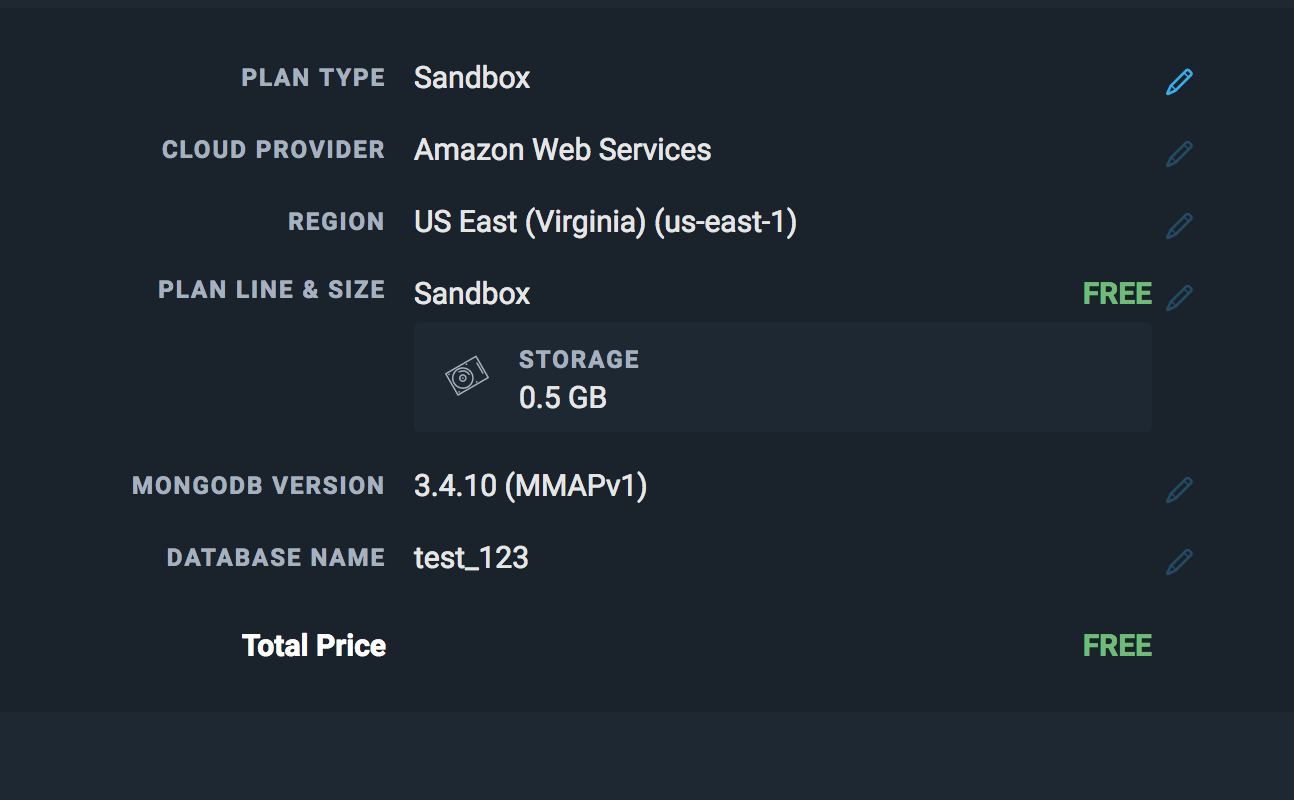 PLAN TYPE Sandbox
CLOUD PROVIDER Amazon Web Services
REGION US East (Virginia) (us-east-1)
PLAN LINE & SIZE Sandbox FREE
STORAGE
0.5 GB
MONGODB VERSION 3.4.10 (MMAPv1)
DATABASE NAME test_123
Total Price FREE